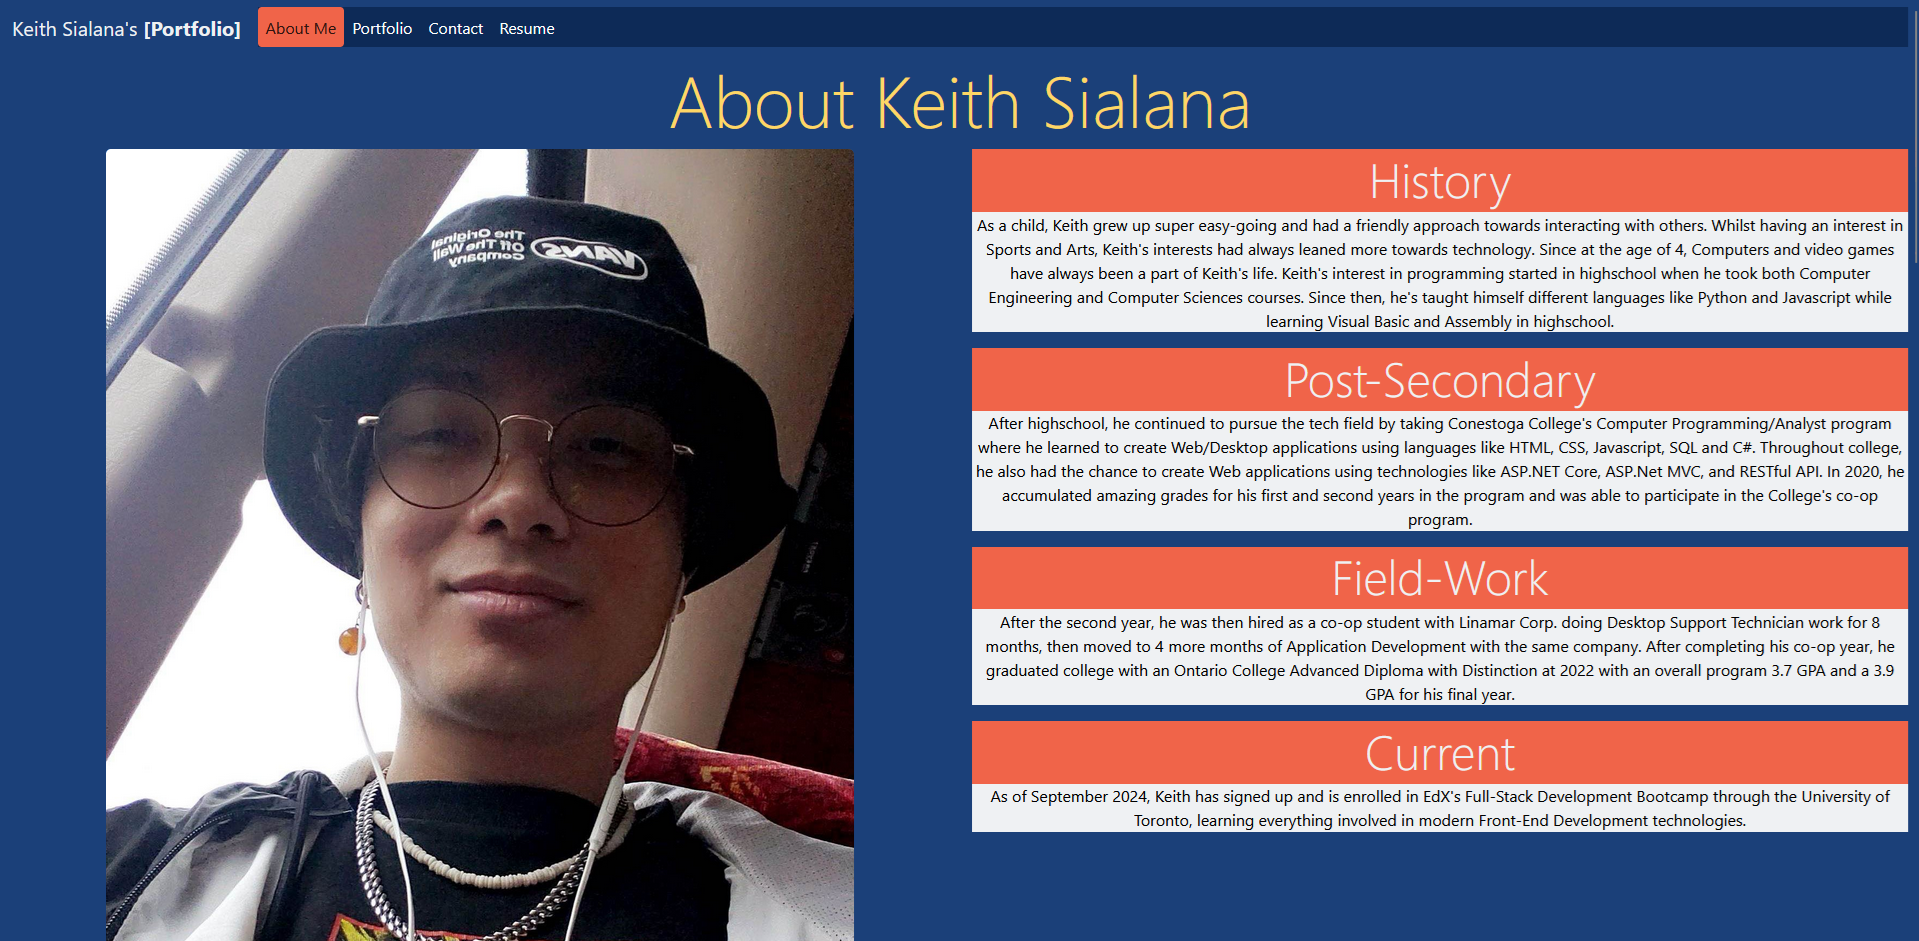 Keith Sialana's [Portfolio] About Me Portfolio Contact Resume
About Keith Sialana
The Original
Off The Wall
Company
VANS
History
As a child, Keith grew up super easy-going and had a friendly approach towards interacting with others. Whilst having an interest in
Sports and Arts, Keith's interests had always leaned more towards technology. Since at the age of 4, Computers and video games
have always been a part of Keith's life. Keith's interest in programming started in highschool when he took both Computer
Engineering and Computer Sciences courses. Since then, he's taught himself different languages like Python and Javascript while
learning Visual Basic and Assembly in highschool.
Post-Secondary
After highschool, he continued to pursue the tech field by taking Conestoga College's Computer Programming/Analyst program
where he learned to create Web/Desktop applications using languages like HTML, CSS, Javascript, SQL and C#. Throughout college,
he also had the chance to create Web applications using technologies like ASP.NET Core, ASP.Net MVC, and RESTful API. In 2020, he
accumulated amazing grades for his first and second years in the program and was able to participate in the College's co-op
program.
Field-Work
After the second year, he was then hired as a co-op student with Linamar Corp. doing Desktop Support Technician work for 8
months, then moved to 4 more months of Application Development with the same company. After completing his co-op year, he
graduated college with an Ontario College Advanced Diploma with Distinction at 2022 with an overall program 3.7 GPA and a 3.9
GPA for his final year.
Current
As of September 2024, Keith has signed up and is enrolled in EdX's Full-Stack Development Bootcamp through the University of
Toronto, learning everything involved in modern Front-End Development technologies.